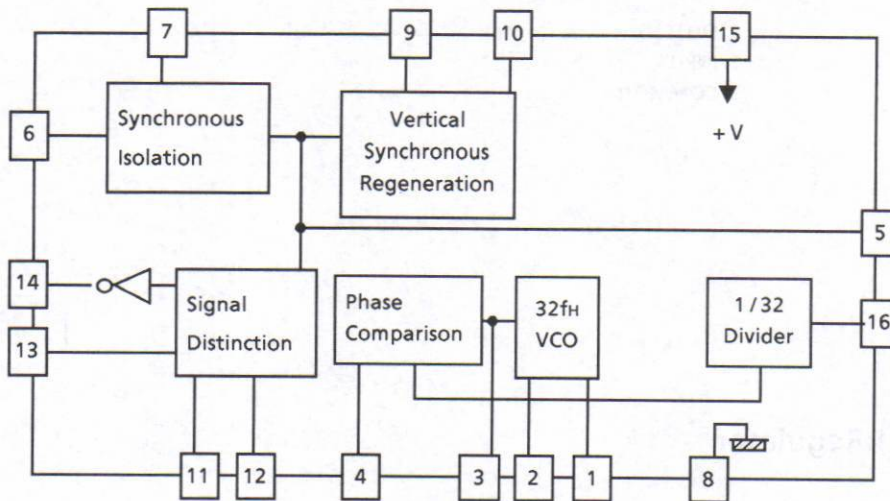 7
9
10
15
6
Synchronous
Isolation
Vertical
Synchronous
Regeneration
+ V
5
14
Signal
Distinction
Phase
Comparison
32fH
VCO
1/32
Divider
16
13
11
12
4
3
2
1
8